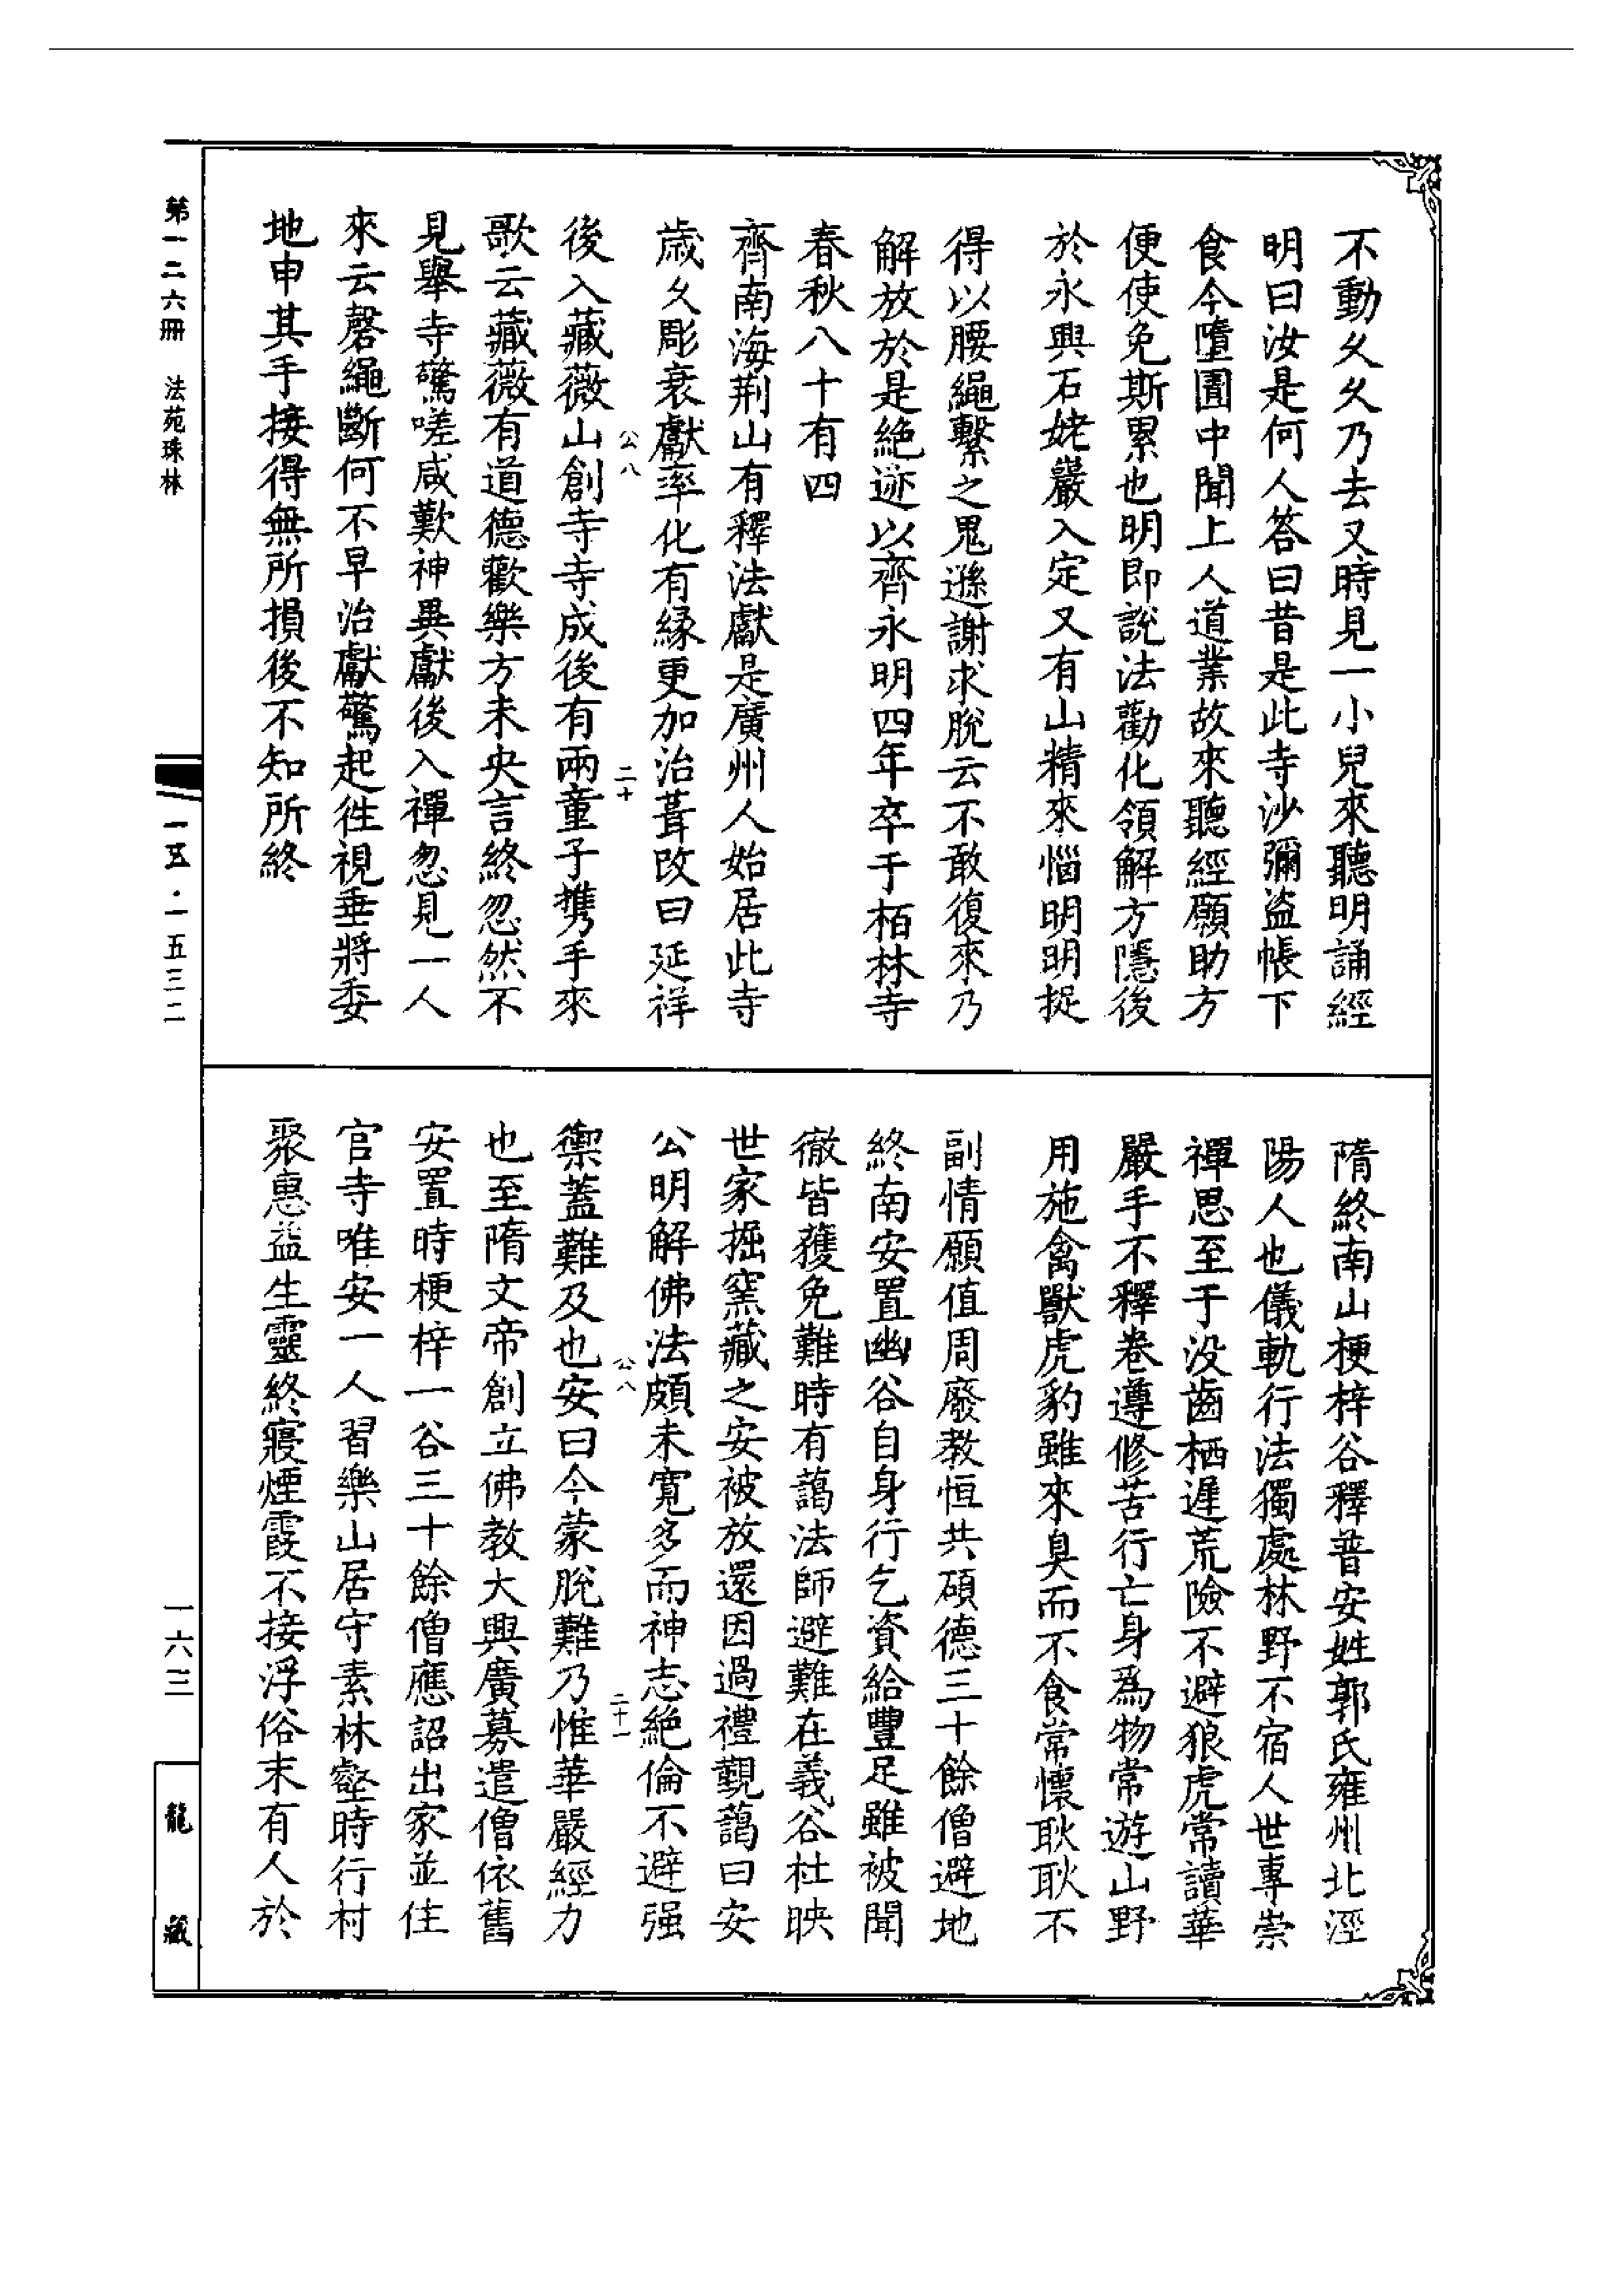 不動久久乃去又時見一小兒來聽明誦經
明曰汝是何人答曰昔是此寺沙彌盜帳下
食今墮圊中聞上人道業故來聽經願助方
便使免斯累也明即說法勸化領解方隱後
於永興石姥巖入定又有山精來惱明明捉
得以腰繩繫之鬼遜謝求脫云不敢復來乃
解放於是絕迹以齊永明四年卒于栢林寺
春秋八十有四
齊南海荆山有釋法獻是廣州人始居此寺
歲久彫衰獻率化有緣更加治葺改曰延祥
公八 二十
後入藏薇山創寺寺成後有兩童子携手來
歌云藏薇有道德歡樂方未央言終忽然不
見舉寺驚嗟咸歎神異獻後入禪忽見一人
來云磬繩斷何不早治獻驚起徃視垂將委
地申其手接得無所損後不知所終
隋終南山梗梓谷釋普安姓郭氏雍州北涇
陽人也儀軌行法獨處林野不宿人世專崇
禪思至于没齒栖遲荒險不避狼虎常讀華
嚴手不釋卷遵修苦行亡身爲物常遊山野
用施禽獸虎豹雖來臭而不食常懷耿耿不
副情願值周廢教恒共碩德三十餘僧避地
終南安置幽谷自身行乞資給豐足雖被聞
徹皆獲免難時有藹法師避難在義谷杜映
世家掘窯藏之安被放還因過禮覲藹曰安
公明解佛法頗未寬多而神志絕倫不避强
公八 二十一
禦蓋難及也安曰今蒙脫難乃惟華嚴經力
也至隋文帝創立佛教大興廣募遣僧依舊
安置時梗梓一谷三十餘僧應詔出家並住
官寺唯安一人習樂山居守素林壑時行村
聚惠益生靈終寢煙霞不接浮俗末有人於
第一二六冊 法苑珠林
一五·一五三二
一六三
龍藏